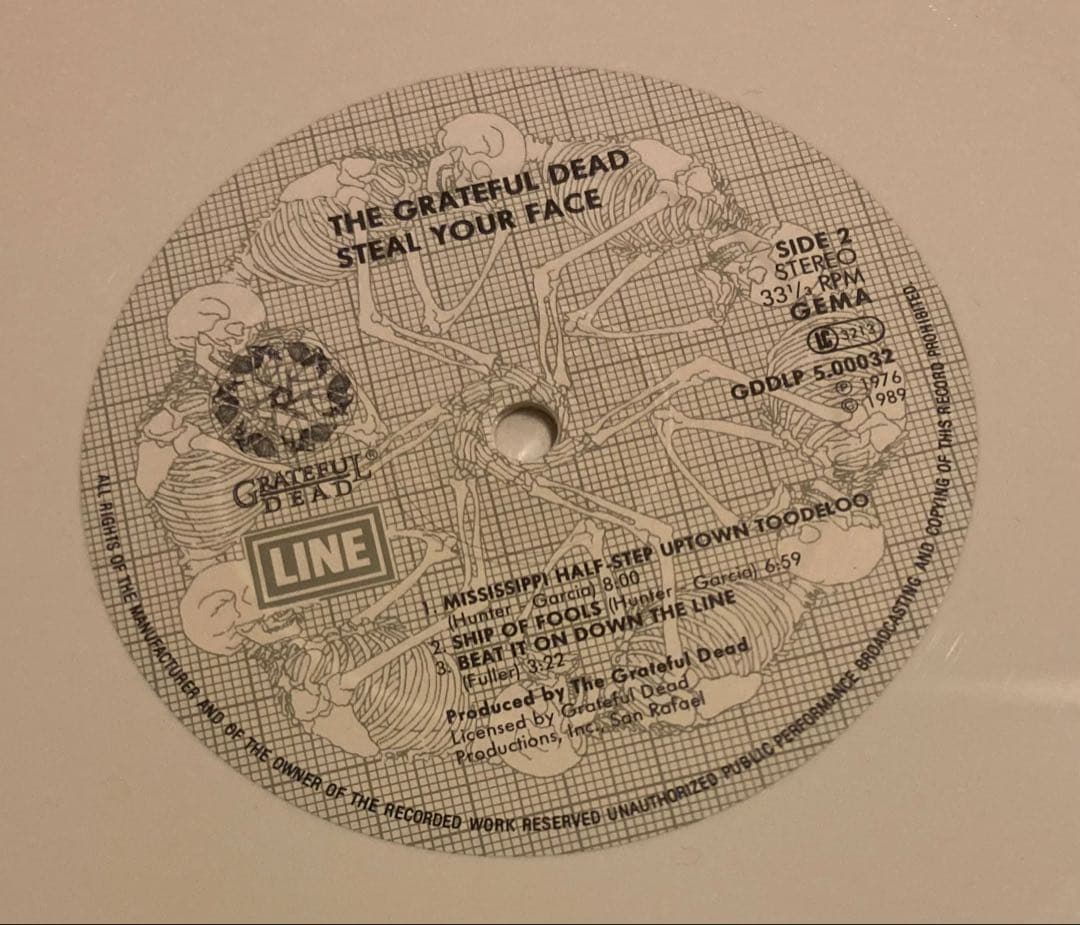 THE GRATEFUL DEAD
STEAL YOUR FACE
SIDE 2
STEREO
33⅓ RPM
GEMA
LC 3213
GDDLP 5.00032
℗ 1976
© 1989
GRATEFUL®
DEAD
LINE
1. MISSISSIPPI HALF-STEP UPTOWN TOODELOO
(Hunter - Garcia) 8:00
2. SHIP OF FOOLS (Hunter - Garcia) 6:59
3. BEAT IT ON DOWN THE LINE
(Fuller) 3:22
Produced by The Grateful Dead
Licensed by Grateful Dead
Productions, Inc., San Rafael
ALL RIGHTS OF THE MANUFACTURER AND OF THE OWNER OF THE RECORDED WORK RESERVED UNAUTHORIZED PUBLIC PERFORMANCE BROADCASTING AND COPYING OF THIS RECORD PROHIBITED